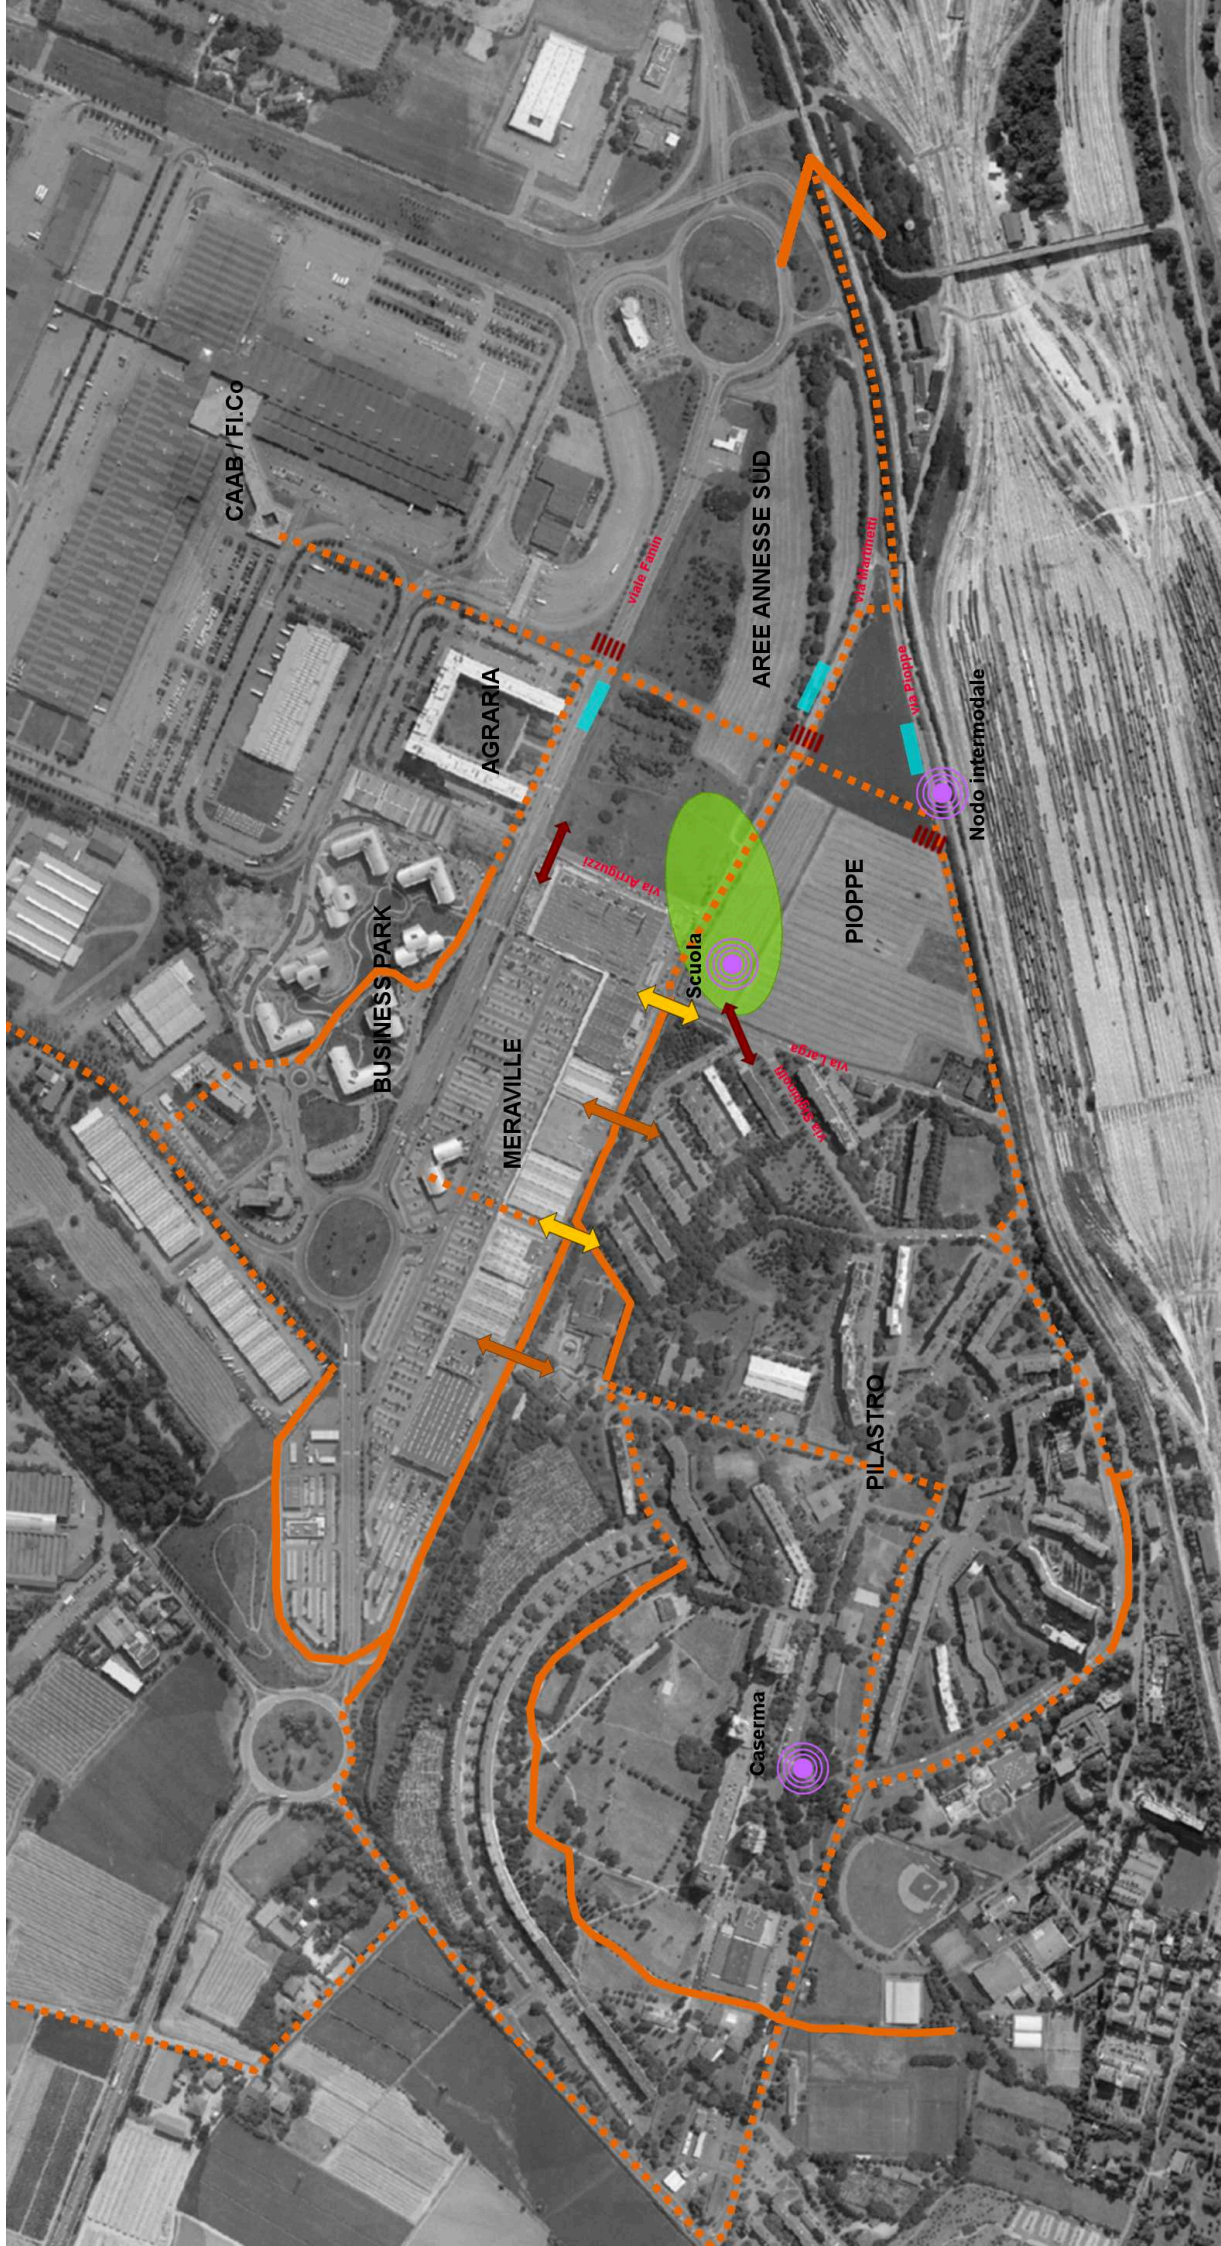 CAAB / FI.Co
BUSINESS PARK
AGRARIA
MERAVILLE
via Arriguzzi
viale Fanin
Scuola
Caserma
AREE ANNESSE SUD
via Sighinolfi
via Larga
PIOPPE
via Martinetti
PILASTRO
via Pioppe
Nodo intermodale